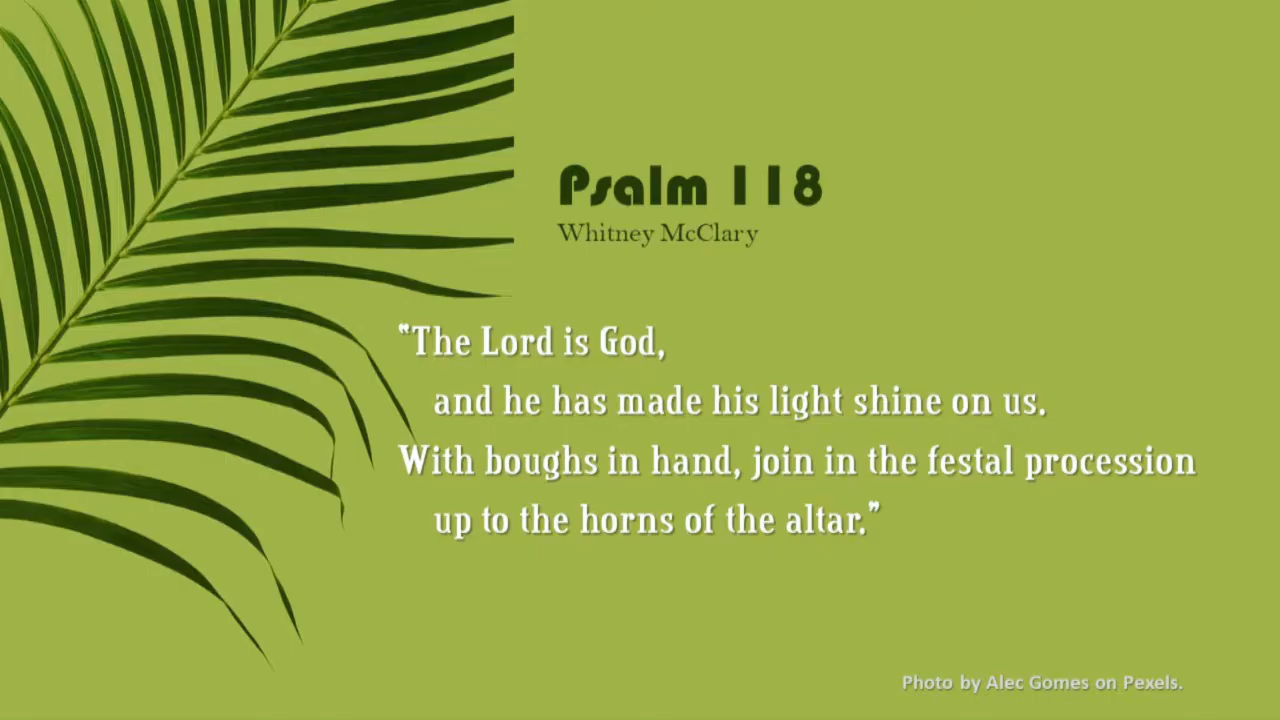 Psalm 118
Whitney McClary
“The Lord is God,
and he has made his light shine on us.
With boughs in hand, join in the festal procession
up to the horns of the altar.”
Photo by Alec Gomes on Pexels.